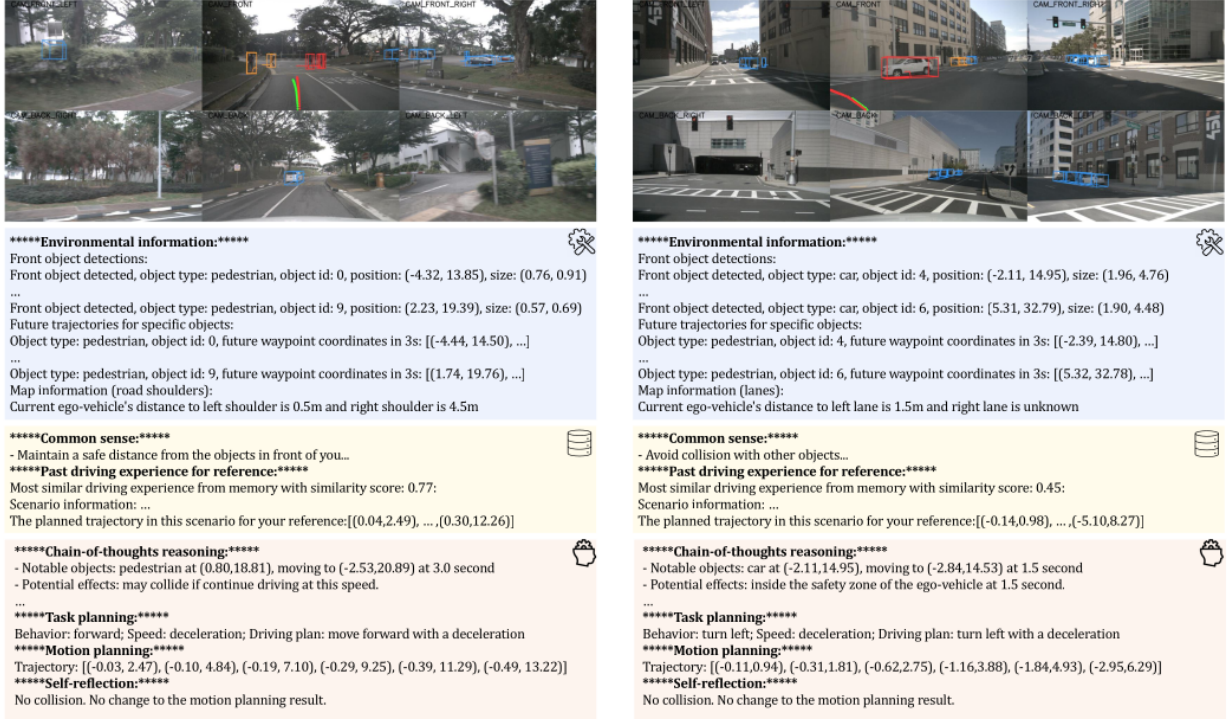 CAM_FRONT_LEFT
CAM_FRONT
CAM_FRONT_RIGHT
CAM_BACK_RIGHT
CAM_BACK
CAM_BACK_LEFT
*****Environmental information:*****
Front object detections:
Front object detected, object type: pedestrian, object id: 0, position: (-4.32, 13.85), size: (0.76, 0.91)
...
Front object detected, object type: pedestrian, object id: 9, position: (2.23, 19.39), size: (0.57, 0.69)
Future trajectories for specific objects:
Object type: pedestrian, object id: 0, future waypoint coordinates in 3s: [(-4.44, 14.50), ...]
...
Object type: pedestrian, object id: 9, future waypoint coordinates in 3s: [(1.74, 19.76), ...]
Map information (road shoulders):
Current ego-vehicle's distance to left shoulder is 0.5m and right shoulder is 4.5m
*****Common sense:*****
- Maintain a safe distance from the objects in front of you...
*****Past driving experience for reference:*****
Most similar driving experience from memory with similarity score: 0.77:
Scenario information: ...
The planned trajectory in this scenario for your reference:[(0.04,2.49), ... ,(0.30,12.26)]
*****Chain-of-thoughts reasoning:*****
- Notable objects: pedestrian at (0.80,18.81), moving to (-2.53,20.89) at 3.0 second
- Potential effects: may collide if continue driving at this speed.
...
*****Task planning:*****
Behavior: forward; Speed: deceleration; Driving plan: move forward with a deceleration
*****Motion planning:*****
Trajectory: [(-0.03, 2.47), (-0.10, 4.84), (-0.19, 7.10), (-0.29, 9.25), (-0.39, 11.29), (-0.49, 13.22)]
*****Self-reflection:*****
No collision. No change to the motion planning result.
CAM_FRONT_LEFT
CAM_FRONT
CAM_FRONT_RIGHT
CAM_BACK_RIGHT
CAM_BACK
CAM_BACK_LEFT
*****Environmental information:*****
Front object detections:
Front object detected, object type: car, object id: 4, position: (-2.11, 14.95), size: (1.96, 4.76)
...
Front object detected, object type: car, object id: 6, position: (5.31, 32.79), size: (1.90, 4.48)
Future trajectories for specific objects:
Object type: pedestrian, object id: 4, future waypoint coordinates in 3s: [(-2.39, 14.80), ...]
...
Object type: pedestrian, object id: 6, future waypoint coordinates in 3s: [(5.32, 32.78), ...]
Map information (lanes):
Current ego-vehicle's distance to left lane is 1.5m and right lane is unknown
*****Common sense:*****
- Avoid collision with other objects...
*****Past driving experience for reference:*****
Most similar driving experience from memory with similarity score: 0.45:
Scenario information: ...
The planned trajectory in this scenario for your reference:[(-0.14,0.98), ... ,(-5.10,8.27)]
*****Chain-of-thoughts reasoning:*****
- Notable objects: car at (-2.11,14.95), moving to (-2.84,14.53) at 1.5 second
- Potential effects: inside the safety zone of the ego-vehicle at 1.5 second.
...
*****Task planning:*****
Behavior: turn left; Speed: deceleration; Driving plan: turn left with a deceleration
*****Motion planning:*****
Trajectory: [(-0.11,0.94), (-0.31,1.81), (-0.62,2.75), (-1.16,3.88), (-1.84,4.93), (-2.95,6.29)]
*****Self-reflection:*****
No collision. No change to the motion planning result.